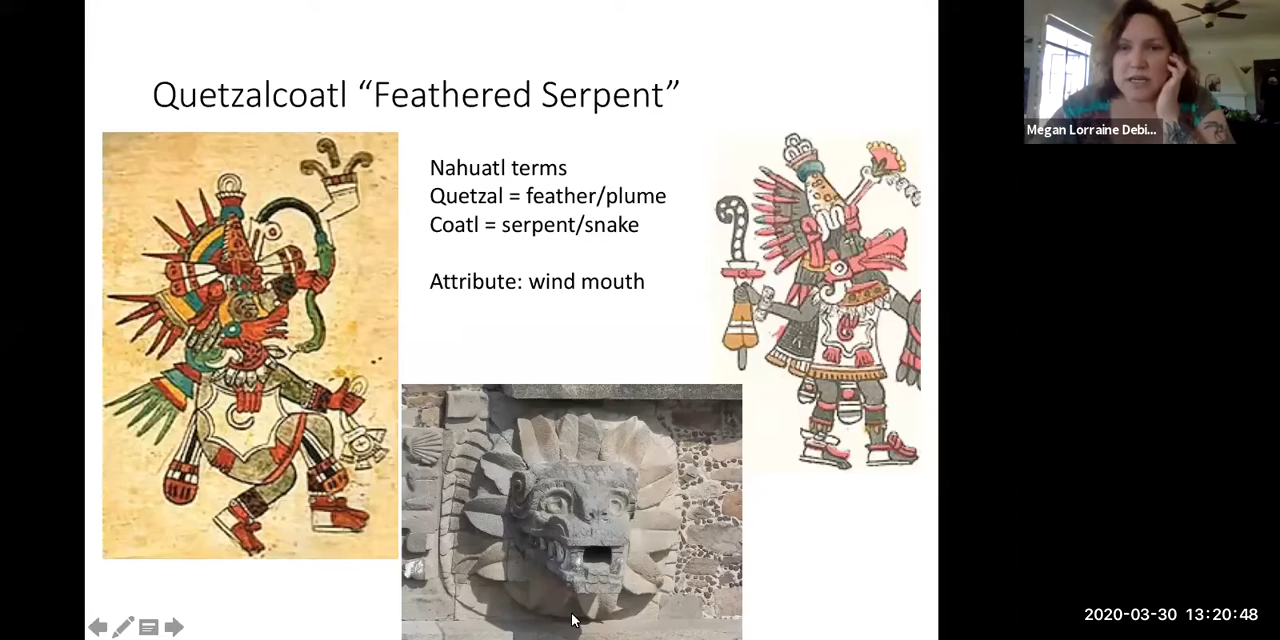 Quetzalcoatl “Feathered Serpent”
Nahuatl terms
Quetzal = feather/plume
Coatl = serpent/snake
Attribute: wind mouth
Megan Lorraine Debi...
2020-03-30 13:20:48